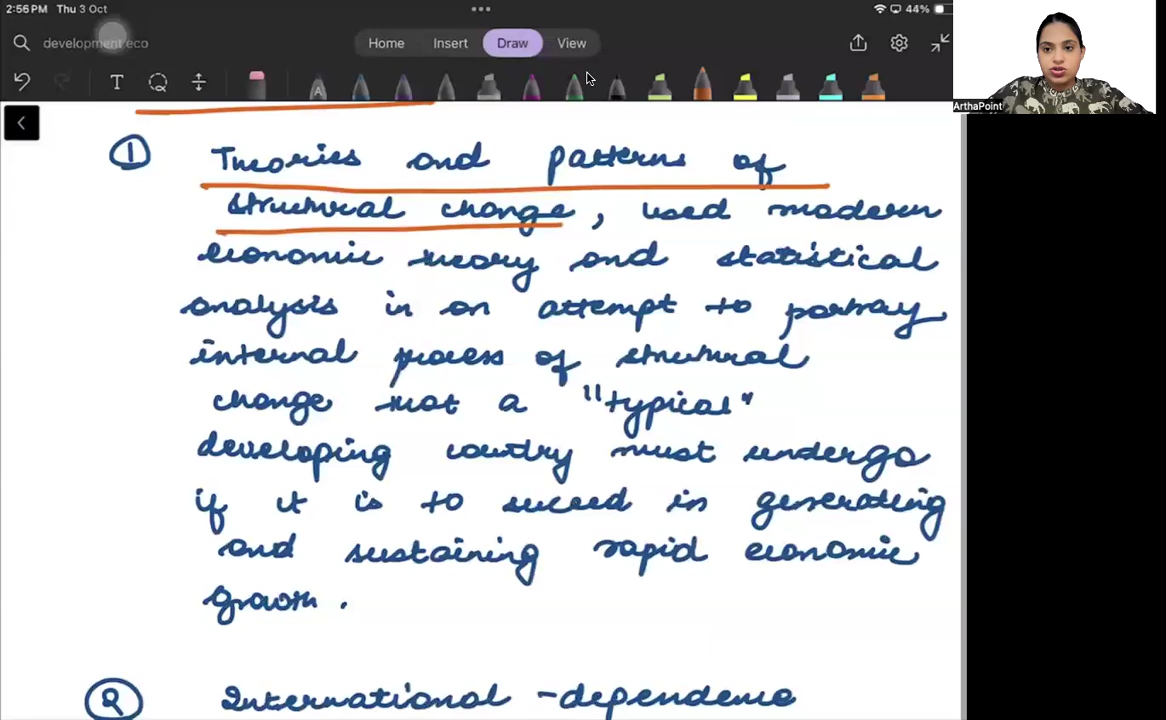 2:56 PM Thu 3 Oct
44%
development eco
Home Insert Draw View
T
A
ArthaPoint
① Theories and patterns of
structural change, used modern
economic theory and statistical
analysis in an attempt to portray
internal process of structural
change that a "typical"
developing country must undergo
if it is to succeed in generating
and sustaining rapid economic
growth.
② International-dependence